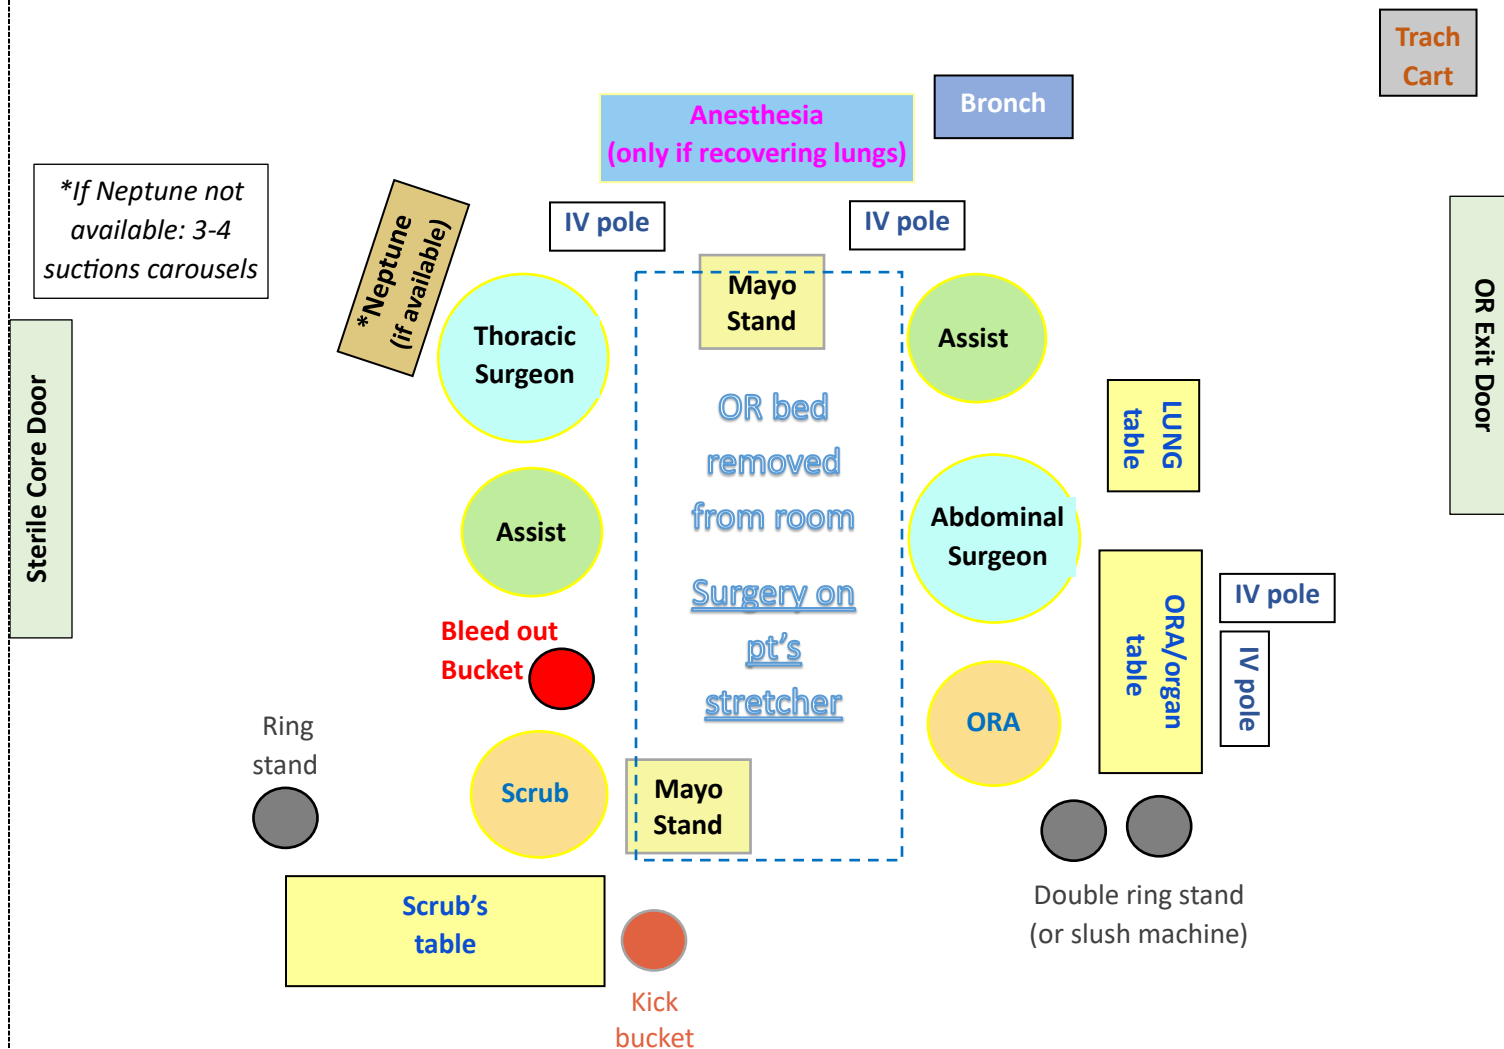 Trach
Cart
Bronch
Anesthesia
(only if recovering lungs)
*If Neptune not
available: 3-4
suctions carousels
*Neptune
(if available)
IV pole
IV pole
Mayo
Stand
Thoracic
Surgeon
Assist
OR Exit Door
Sterile Core Door
OR bed
removed
from room
Surgery on
pt's
stretcher
LUNG
table
Assist
Abdominal
Surgeon
Bleed out
Bucket
ORA/organ
table
IV pole
IV pole
ORA
Ring
stand
Scrub
Mayo
Stand
Scrub's
table
Double ring stand
(or slush machine)
Kick
bucket